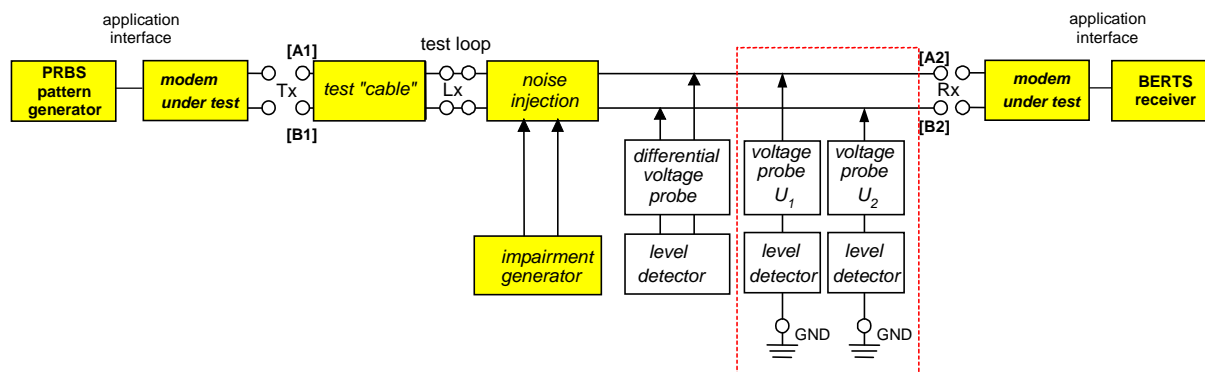 application
interface
PRBS
pattern
generator
modem
under test
[A1]
Tx
[B1]
test "cable"
test loop
Lx
noise
injection
impairment
generator
differential
voltage
probe
level
detector
voltage
probe
U1
level
detector
GND
voltage
probe
U2
level
detector
GND
[A2]
Rx
[B2]
application
interface
modem
under test
BERTS
receiver